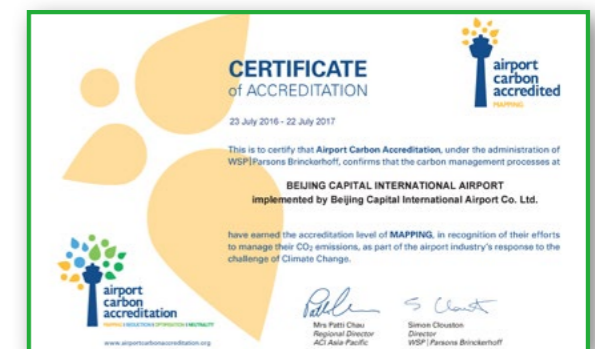 CERTIFICATE
of ACCREDITATION
airport
carbon
accredited
MAPPING
23 July 2016 - 22 July 2017
This is to certify that Airport Carbon Accreditation, under the administration of
WSP|Parsons Brinckerhoff, confirms that the carbon management processes at
BEIJING CAPITAL INTERNATIONAL AIRPORT
implemented by Beijing Capital International Airport Co. Ltd.
have earned the accreditation level of MAPPING, in recognition of their efforts
to manage their CO₂ emissions, as part of the airport industry's response to the
challenge of Climate Change.
airport
carbon
accreditation
MAPPING REDUCTION OPTIMISATION NEUTRALITY
www.airportcarbonaccreditation.org
Mrs Patti Chau
Regional Director
ACI Asia-Pacific
S Clouston
Simon Clouston
Director
WSP|Parsons Brinckerhoff